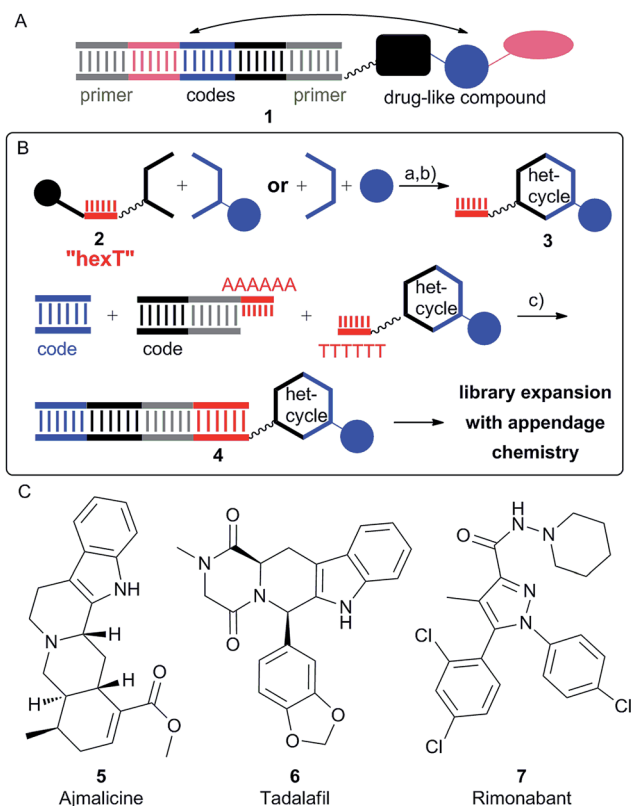 A
primer codes primer drug-like compound
1
B
+ or + + a,b) het-
cycle
2 3
"hexT"
AAAAAA
+ + het-
cycle c)
code code TTTTTT
het-
cycle library expansion
with appendage
chemistry
4
C
NH
N
H
H
H
O
O
5
Ajmalicine
O
N
N
O
N
H
O
O
6
Tadalafil
H
N
N
O
N
N
Cl
Cl
Cl
7
Rimonabant